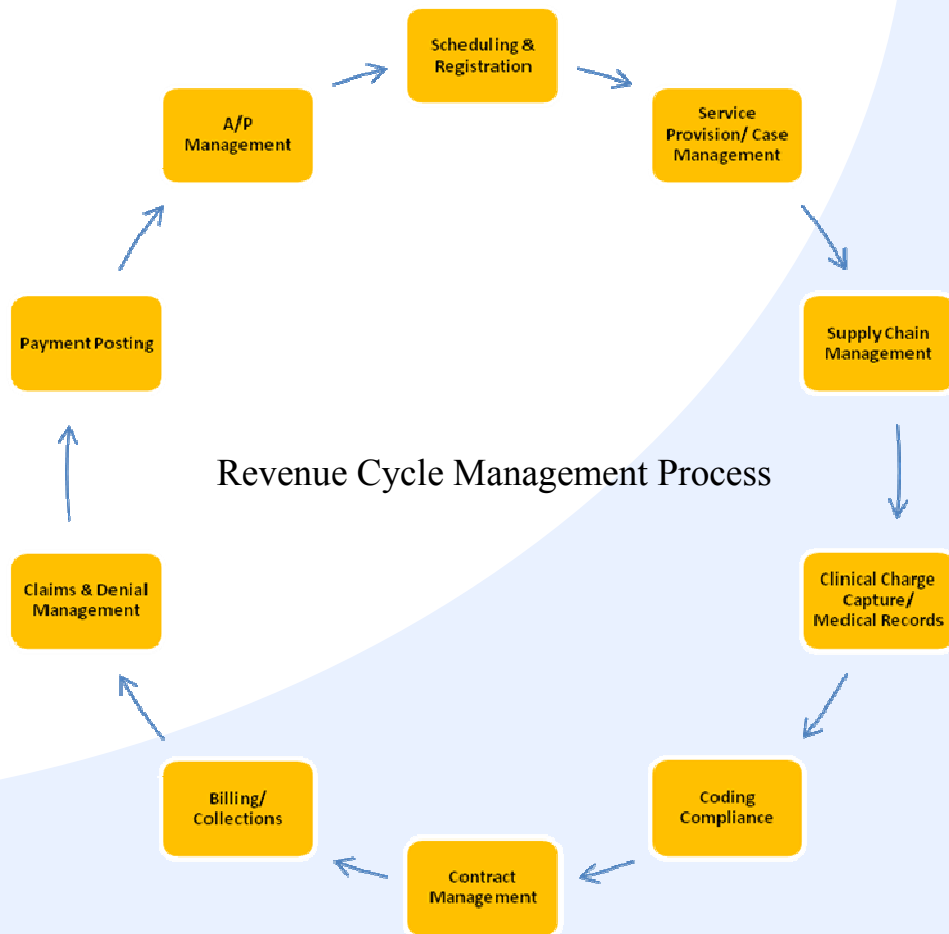 Scheduling &
Registration
Service
Provision/ Case
Management
Supply Chain
Management
Clinical Charge
Capture/
Medical Records
Coding
Compliance
Contract
Management
Billing/
Collections
Claims & Denial
Management
Payment Posting
A/P
Management
Revenue Cycle Management Process